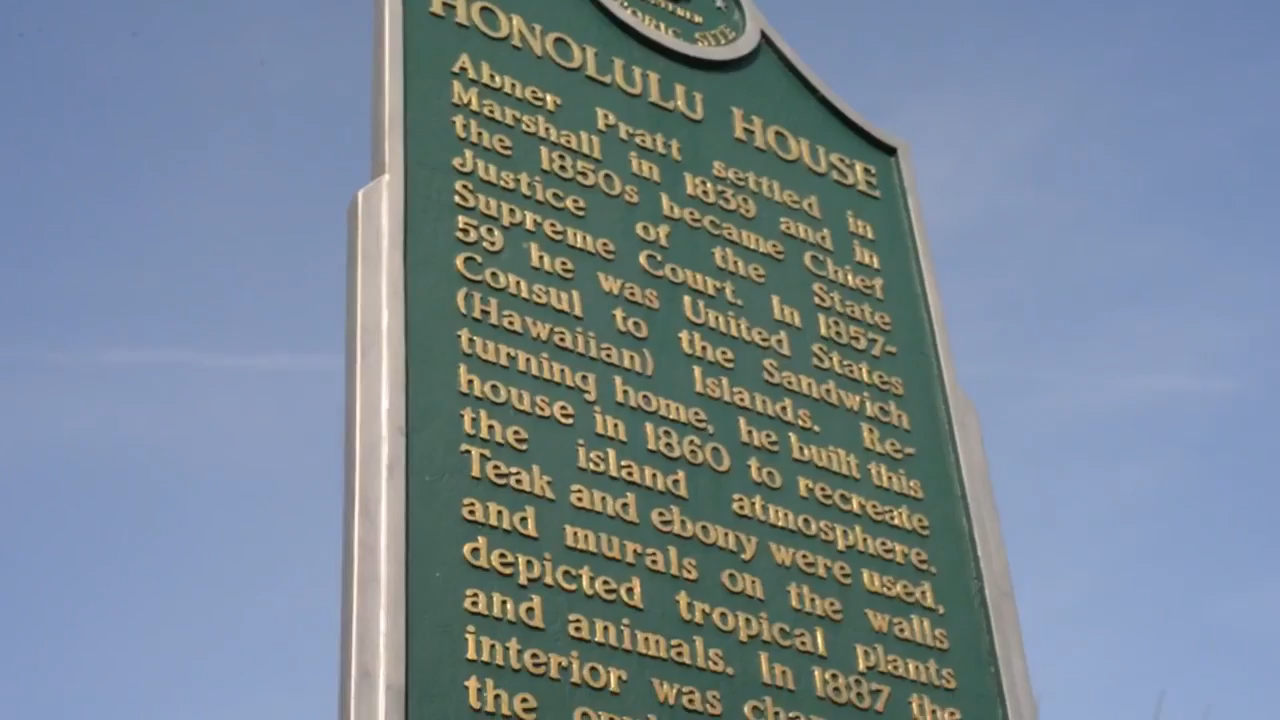 HISTORIC SITE
HONOLULU HOUSE
Abner Pratt settled in
Marshall in 1839 and in
the 1850s became Chief
Justice of the State
Supreme Court. In 1857-
59 he was United States
Consul to the Sandwich
(Hawaiian) Islands. Re-
turning home, he built this
house in 1860 to recreate
the island atmosphere.
Teak and ebony were used,
and murals on the walls
depicted tropical plants
and animals. In 1887 the
interior was
the